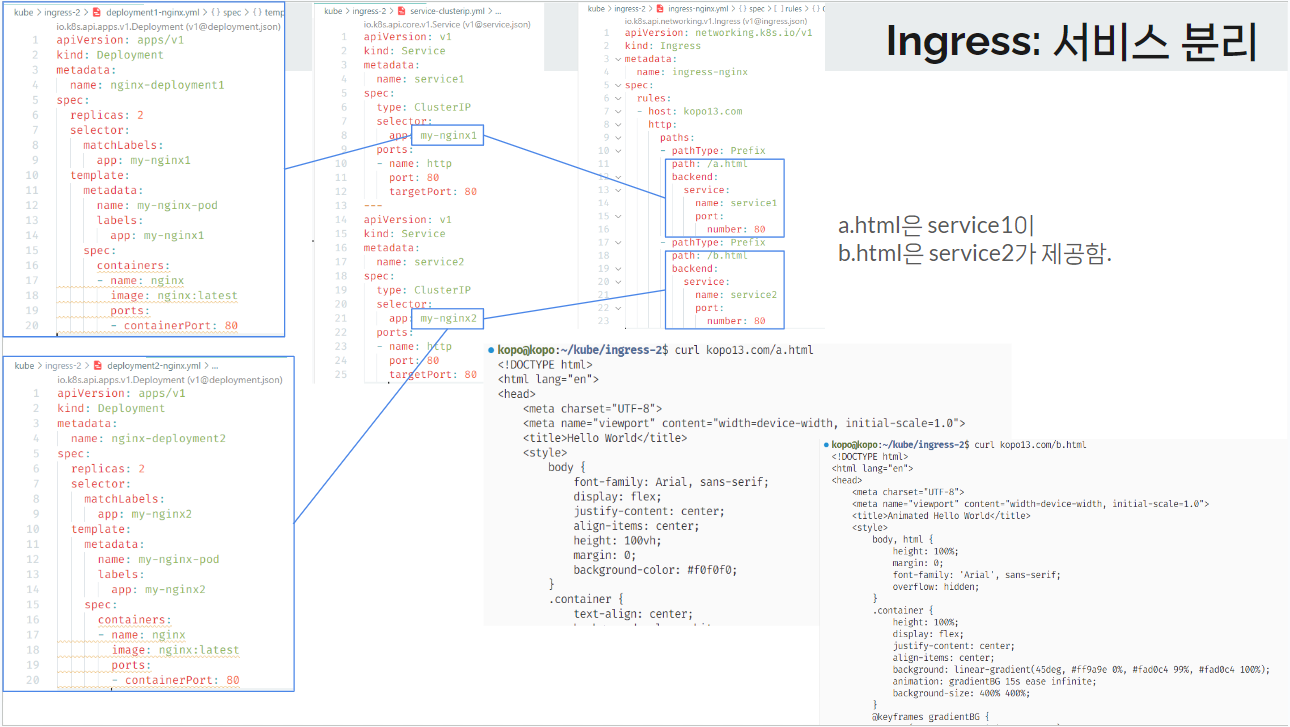 Ingress: 서비스 분리
kube > ingress-2 > deployment1-nginx.yml > {} spec > {} temp
io.k8s.api.apps.v1.Deployment (v1@deployment.json)
1 apiVersion: apps/v1
2 kind: Deployment
3 metadata:
4 name: nginx-deployment1
5 spec:
6 replicas: 2
7 selector:
8 matchLabels:
9 app: my-nginx1
10 template:
11 metadata:
12 name: my-nginx-pod
13 labels:
14 app: my-nginx1
15 spec:
16 containers:
17 - name: nginx
18 image: nginx:latest
19 ports:
20 - containerPort: 80
kube > ingress-2 > service-clusterip.yml > ...
io.k8s.api.core.v1.Service (v1@service.json)
1 apiVersion: v1
2 kind: Service
3 metadata:
4 name: service1
5 spec:
6 type: ClusterIP
7 selector:
8 app: my-nginx1
9 ports:
10 - name: http
11 port: 80
12 targetPort: 80
13 ---
14 apiVersion: v1
15 kind: Service
16 metadata:
17 name: service2
18 spec:
19 type: ClusterIP
20 selector:
21 app: my-nginx2
22 ports:
23 - name: http
24 port: 80
25 targetPort: 80
kube > ingress-2 > ingress-nginx.yml > {} spec > [ ] rules > {}
io.k8s.api.networking.v1.Ingress (v1@ingress.json)
1 apiVersion: networking.k8s.io/v1
2 kind: Ingress
3 metadata:
4 name: ingress-nginx
5 spec:
6 rules:
7 - host: kopo13.com
8 http:
9 paths:
10 - pathType: Prefix
11 path: /a.html
12 backend:
13 service:
14 name: service1
15 port:
16 number: 80
17 - pathType: Prefix
18 path: /b.html
19 backend:
20 service:
21 name: service2
22 port:
23 number: 80
a.html은 service1이
b.html은 service2가 제공함.
kube > ingress-2 > deployment2-nginx.yml > ...
io.k8s.api.apps.v1.Deployment (v1@deployment.json)
1 apiVersion: apps/v1
2 kind: Deployment
3 metadata:
4 name: nginx-deployment2
5 spec:
6 replicas: 2
7 selector:
8 matchLabels:
9 app: my-nginx2
10 template:
11 metadata:
12 name: my-nginx-pod
13 labels:
14 app: my-nginx2
15 spec:
16 containers:
17 - name: nginx
18 image: nginx:latest
19 ports:
20 - containerPort: 80
kopo@kopo:~/kube/ingress-2$ curl kopo13.com/a.html
<!DOCTYPE html>
<html lang="en">
<head>
<meta charset="UTF-8">
<meta name="viewport" content="width=device-width, initial-scale=1.0">
<title>Hello World</title>
<style>
body {
font-family: Arial, sans-serif;
display: flex;
justify-content: center;
align-items: center;
height: 100vh;
margin: 0;
background-color: #f0f0f0;
}
.container {
text-align: center;
kopo@kopo:~/kube/ingress-2$ curl kopo13.com/b.html
<!DOCTYPE html>
<html lang="en">
<head>
<meta charset="UTF-8">
<meta name="viewport" content="width=device-width, initial-scale=1.0">
<title>Animated Hello World</title>
<style>
body, html {
height: 100%;
margin: 0;
font-family: 'Arial', sans-serif;
overflow: hidden;
}
.container {
height: 100%;
display: flex;
justify-content: center;
align-items: center;
background: linear-gradient(45deg, #ff9a9e 0%, #fad0c4 99%, #fad0c4 100%);
animation: gradientBG 15s ease infinite;
background-size: 400% 400%;
}
@keyframes gradientBG {